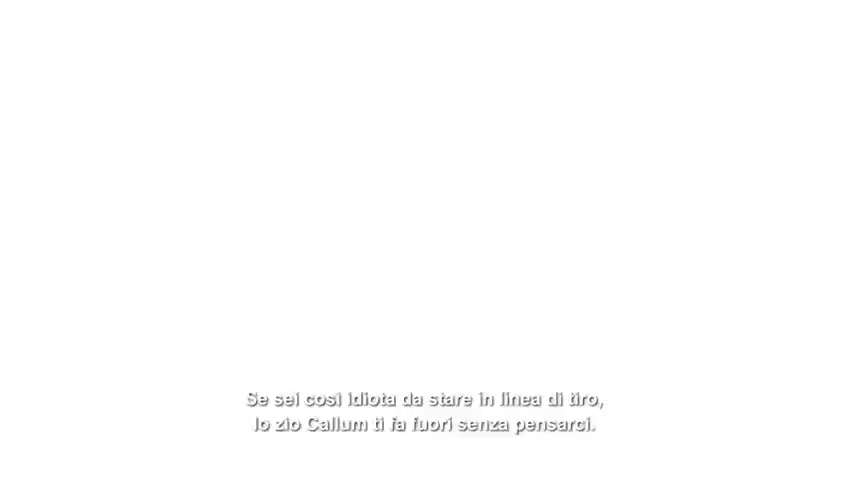 Se sei così idiota da stare in linea di tiro,
lo zio Callum ti fa fuori senza pensarci.